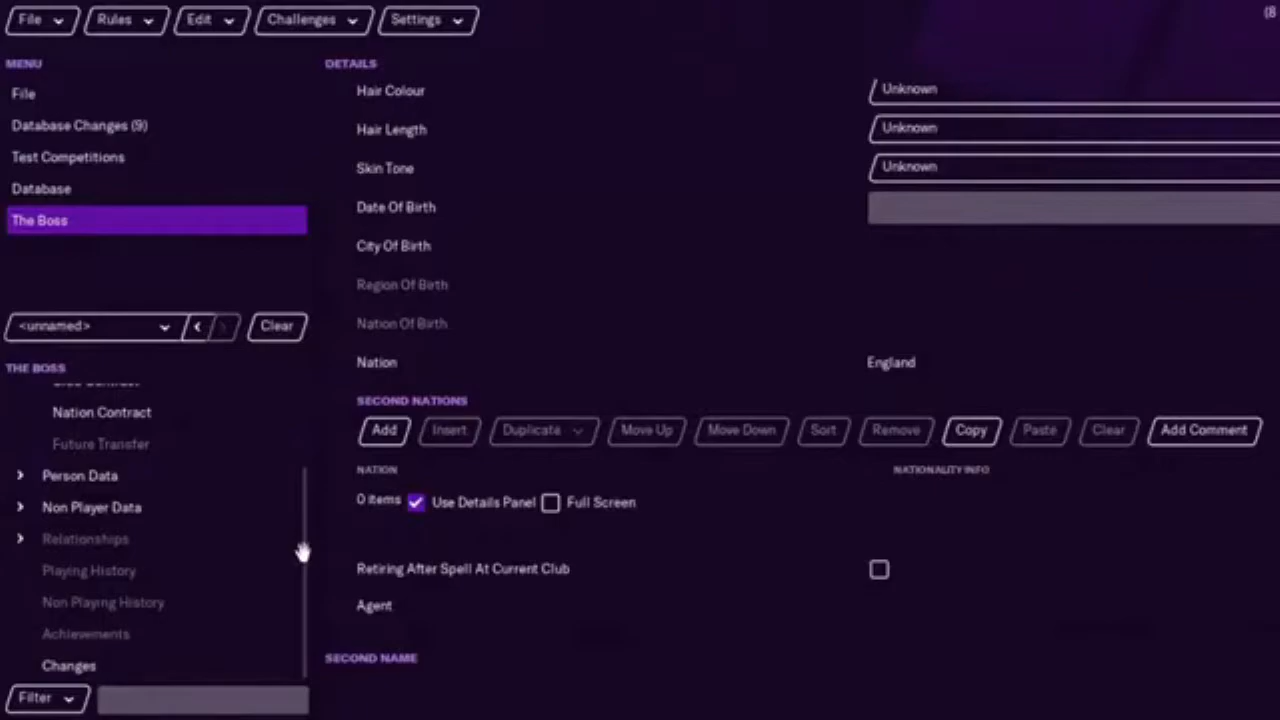 File Rules Edit Challenges Settings (8
MENU
File
Database Changes (9)
Test Competitions
Database
The Boss
<unnamed> Clear
THE BOSS
Nation Contract
Future Transfer
Person Data
Non Player Data
Relationships
Playing History
Non Playing History
Achievements
Changes
Filter
DETAILS
Hair Colour Unknown
Hair Length Unknown
Skin Tone Unknown
Date Of Birth
City Of Birth
Region Of Birth
Nation Of Birth
Nation England
SECOND NATIONS
Add Insert Duplicate Move Up Move Down Sort Remove Copy Paste Clear Add Comment
NATION NATIONALITY INFO
0 items Use Details Panel Full Screen
Retiring After Spell At Current Club
Agent
SECOND NAME